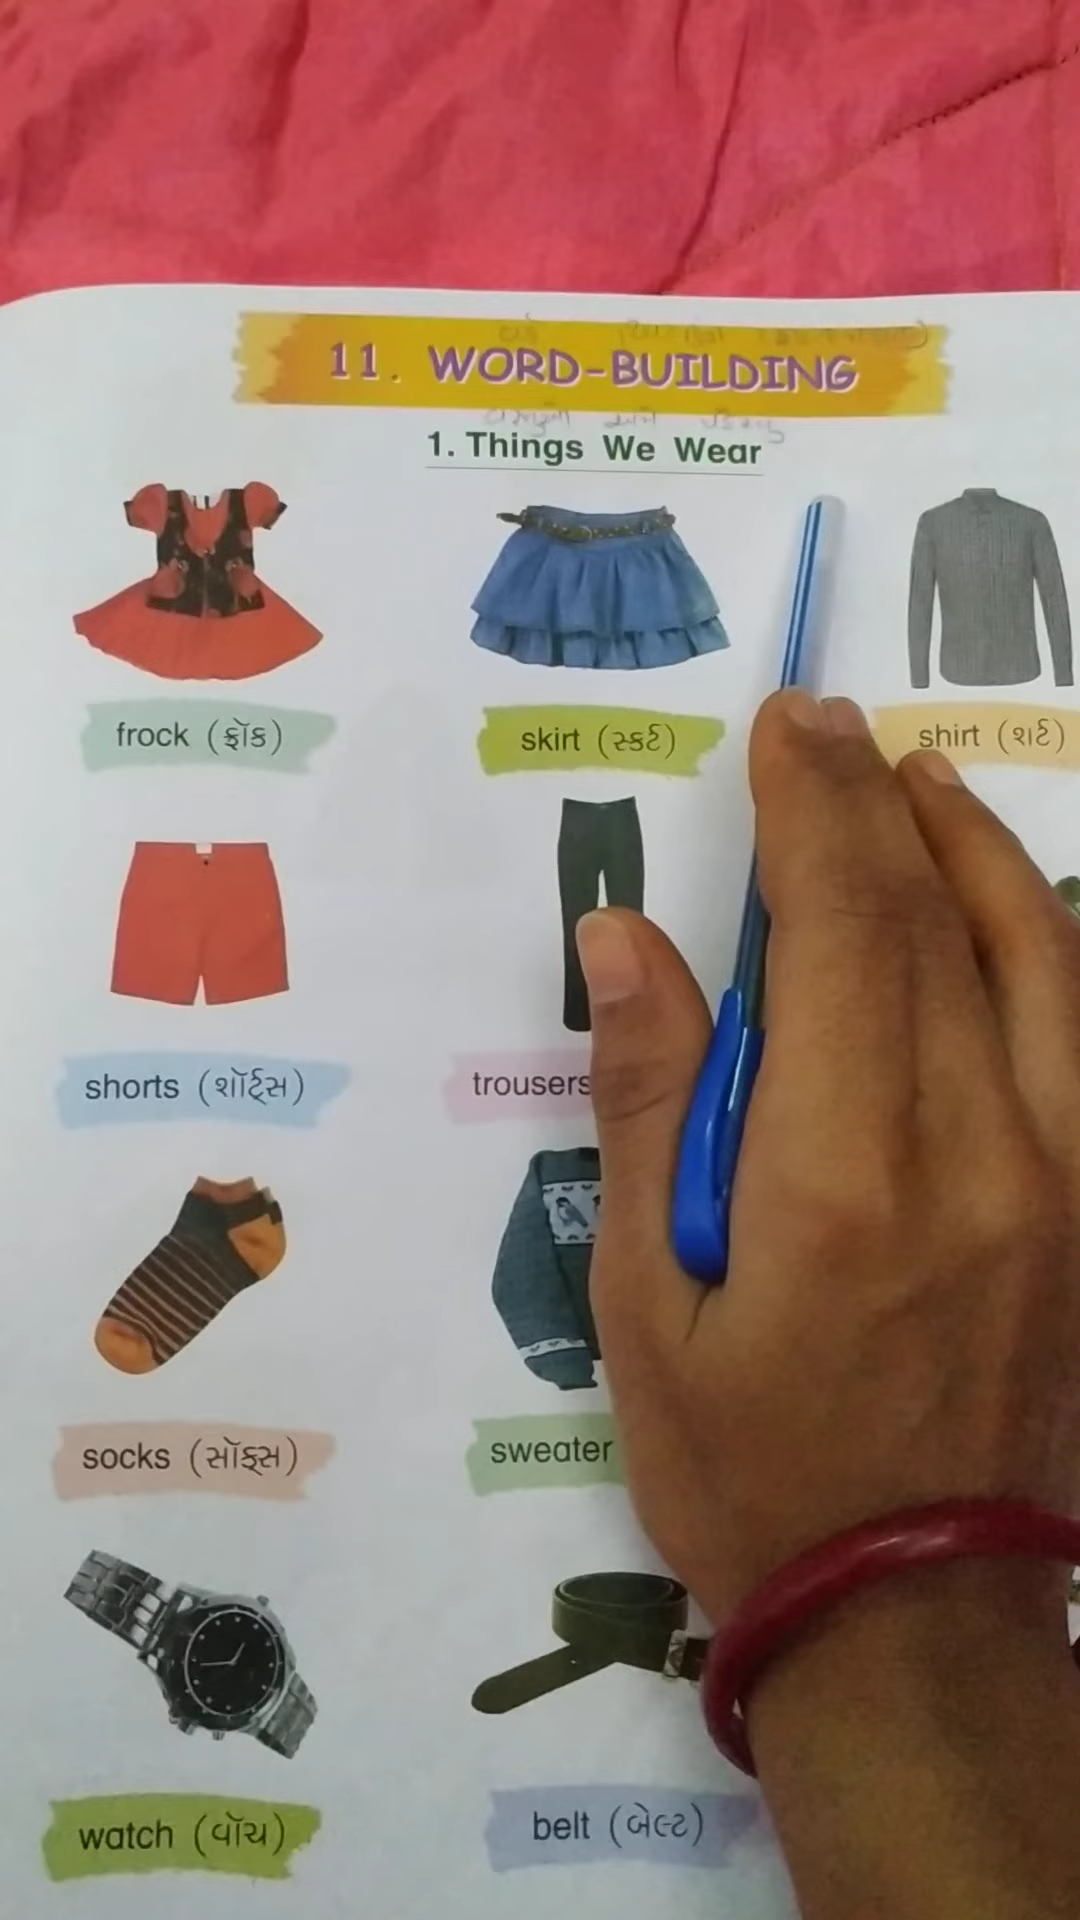 11. WORD-BUILDING
1. Things We Wear
frock (ફ્રૉક)
skirt (સ્કર્ટ)
shirt (શર્ટ)
shorts (શૉર્ટ્સ)
trousers
socks (સૉક્સ)
sweater
watch (વૉચ)
belt (બેલ્ટ)